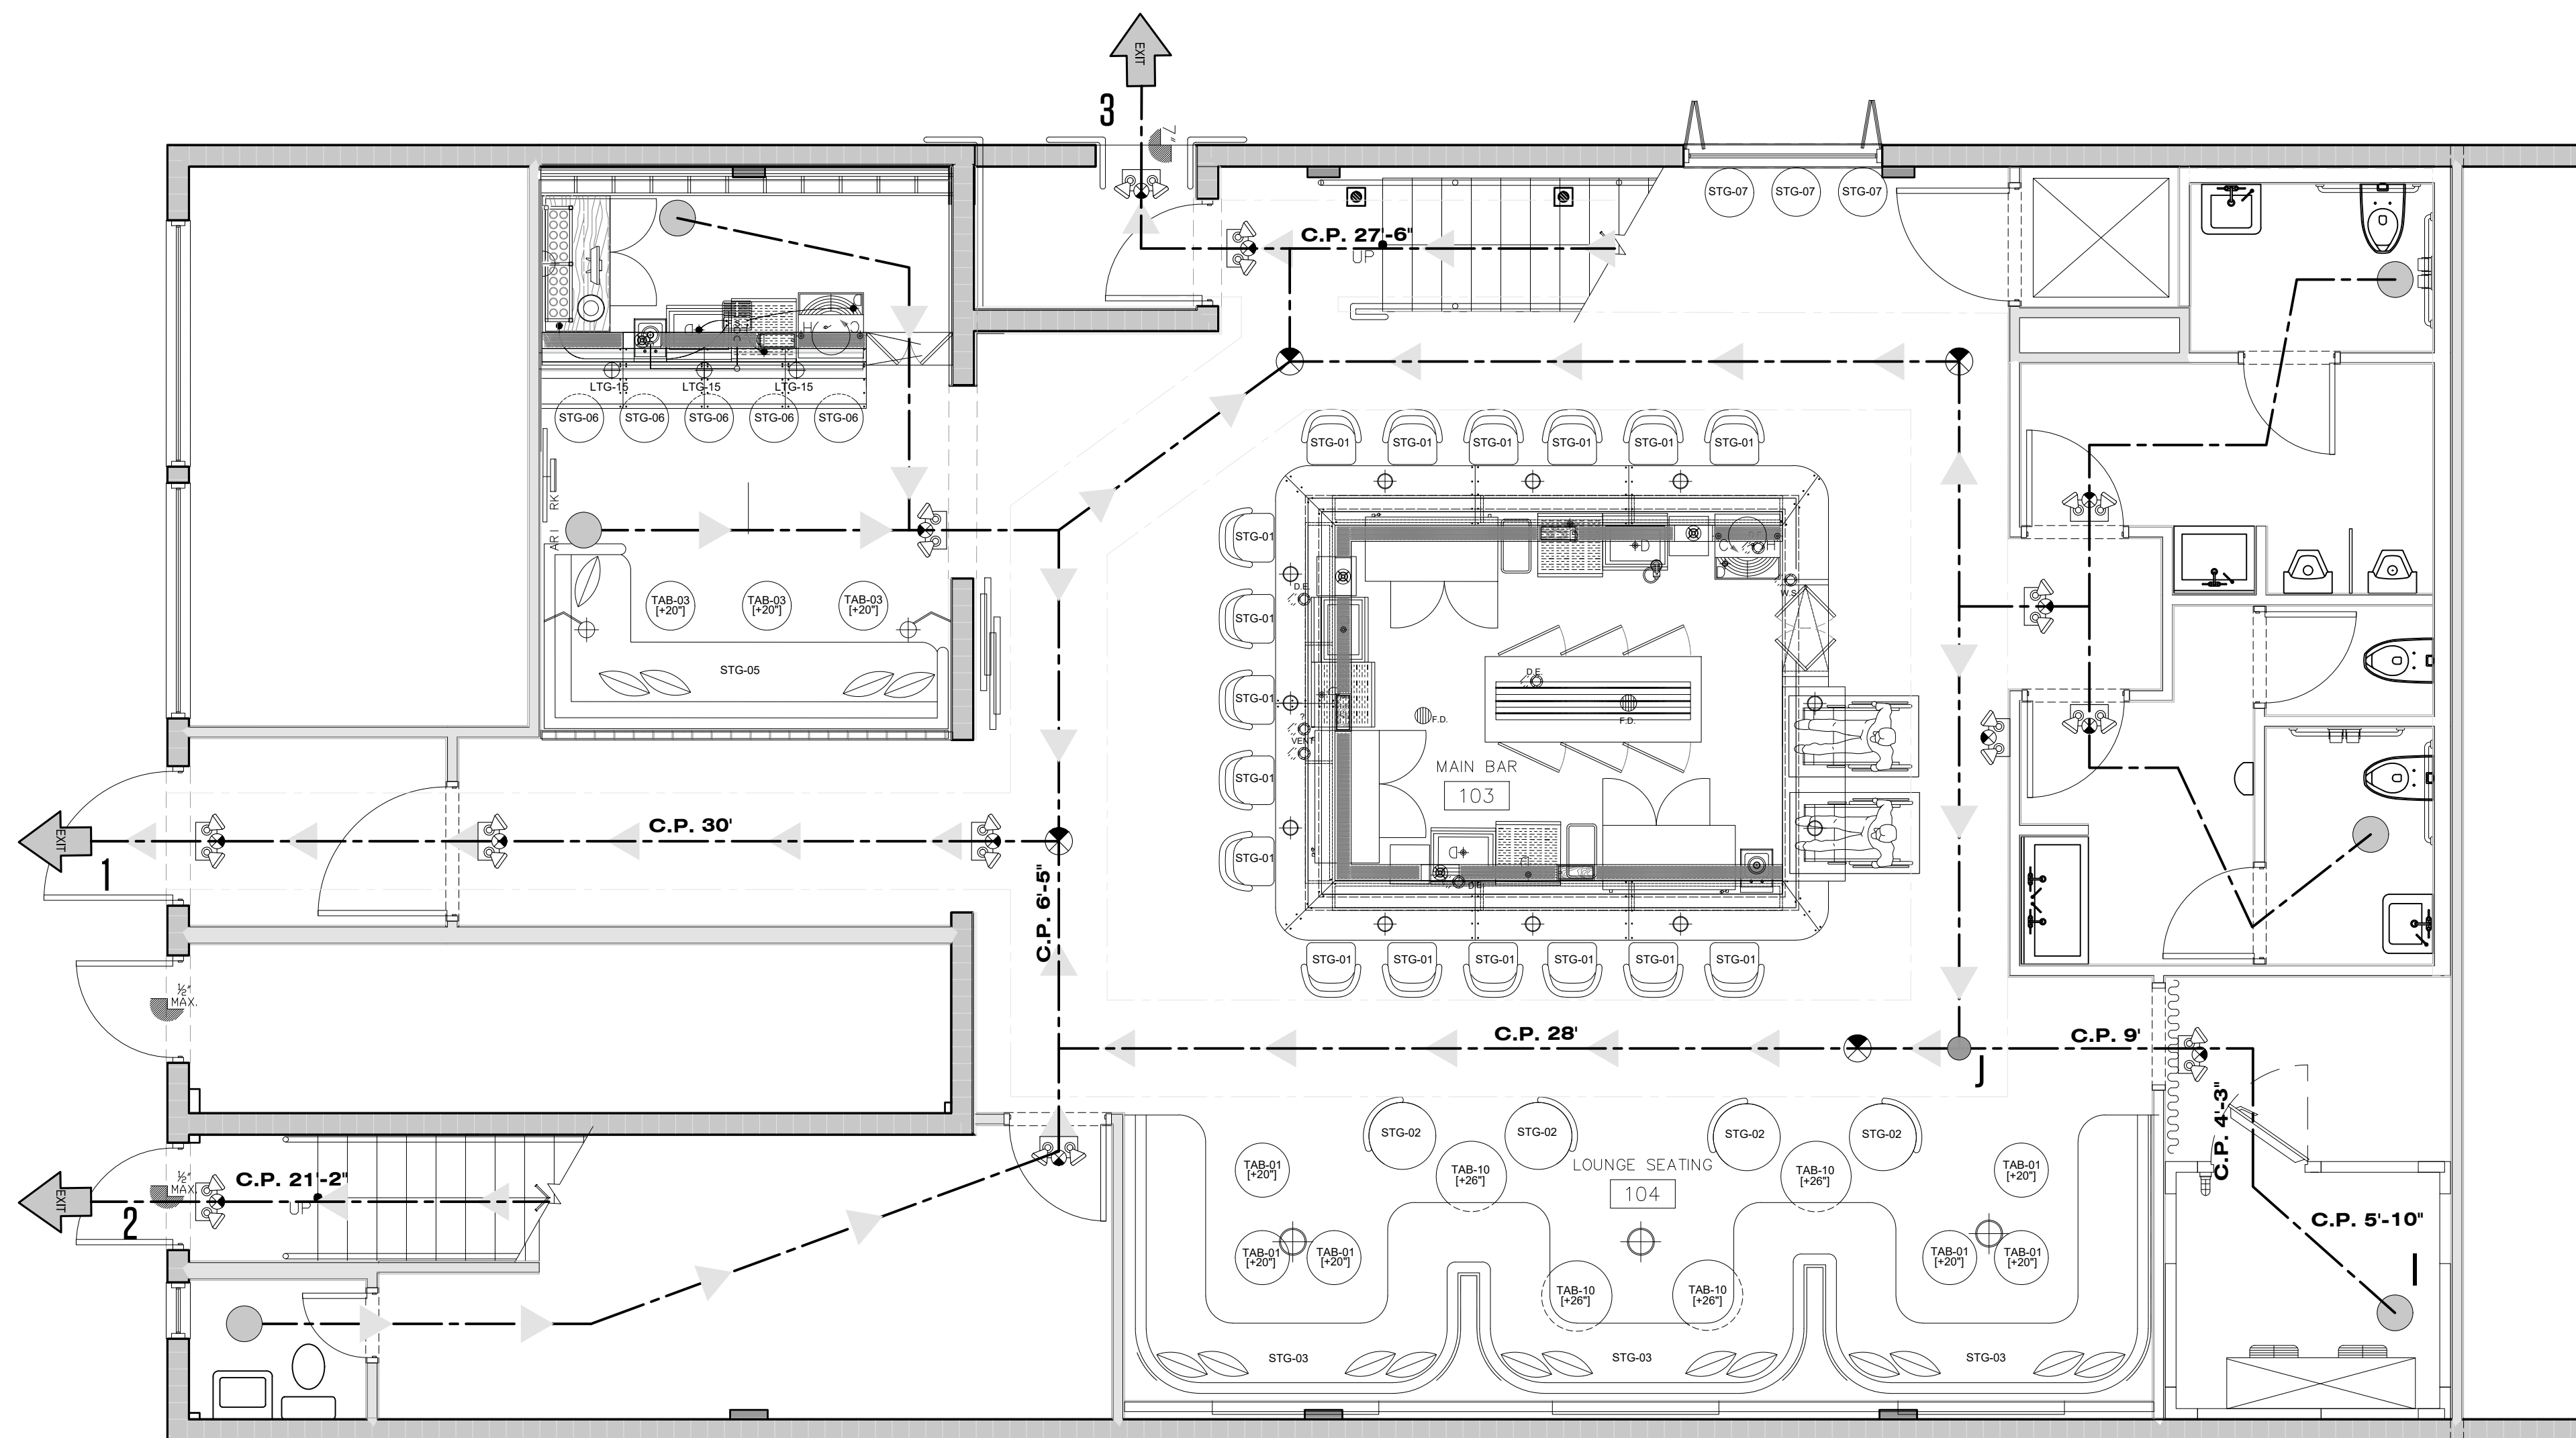 EXIT
3
7"
STG-07 STG-07 STG-07
C.P. 27'-6"
UP
D
H C
LTG-15 LTG-15 LTG-15
STG-06 STG-06 STG-06 STG-06 STG-06
STG-01 STG-01 STG-01 STG-01 STG-01 STG-01
RK
ARI
STG-01
D
C H
D.E.
W.S.
TAB-03 TAB-03 TAB-03
[+20"] [+20"] [+20"]
STG-01
STG-05
D.E.
STG-01
F.D.
F.D.
VENT
MAIN BAR
STG-01
103
C.P. 30'
EXIT
1
D
STG-01
D.E.
C.P. 6'-5"
STG-01 STG-01 STG-01 STG-01 STG-01 STG-01
½"
MAX.
C.P. 28'
C.P. 9'
J
C.P. 4'-3"
STG-02 STG-02 STG-02 STG-02
LOUNGE SEATING
104
TAB-01
[+20"]
TAB-10
[+26"]
TAB-10
[+26"]
TAB-01
[+20"]
½"
MAX.
C.P. 21'-2"
UP
EXIT
2
C.P. 5'-10"
I
TAB-01 TAB-01
[+20"] [+20"]
TAB-01 TAB-01
[+20"] [+20"]
TAB-10 TAB-10
[+26"] [+26"]
STG-03 STG-03 STG-03